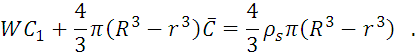 WC₁ + 4/3 π(R³ − r³)C̄ = 4/3 ρₛπ(R³ − r³) .